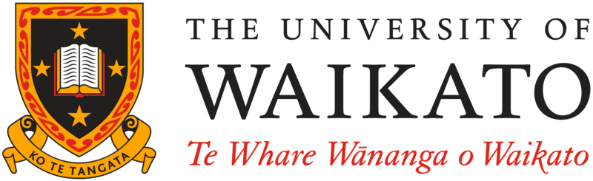 KO TE TANGATA
THE UNIVERSITY OF
WAIKATO
Te Whare Wānanga o Waikato